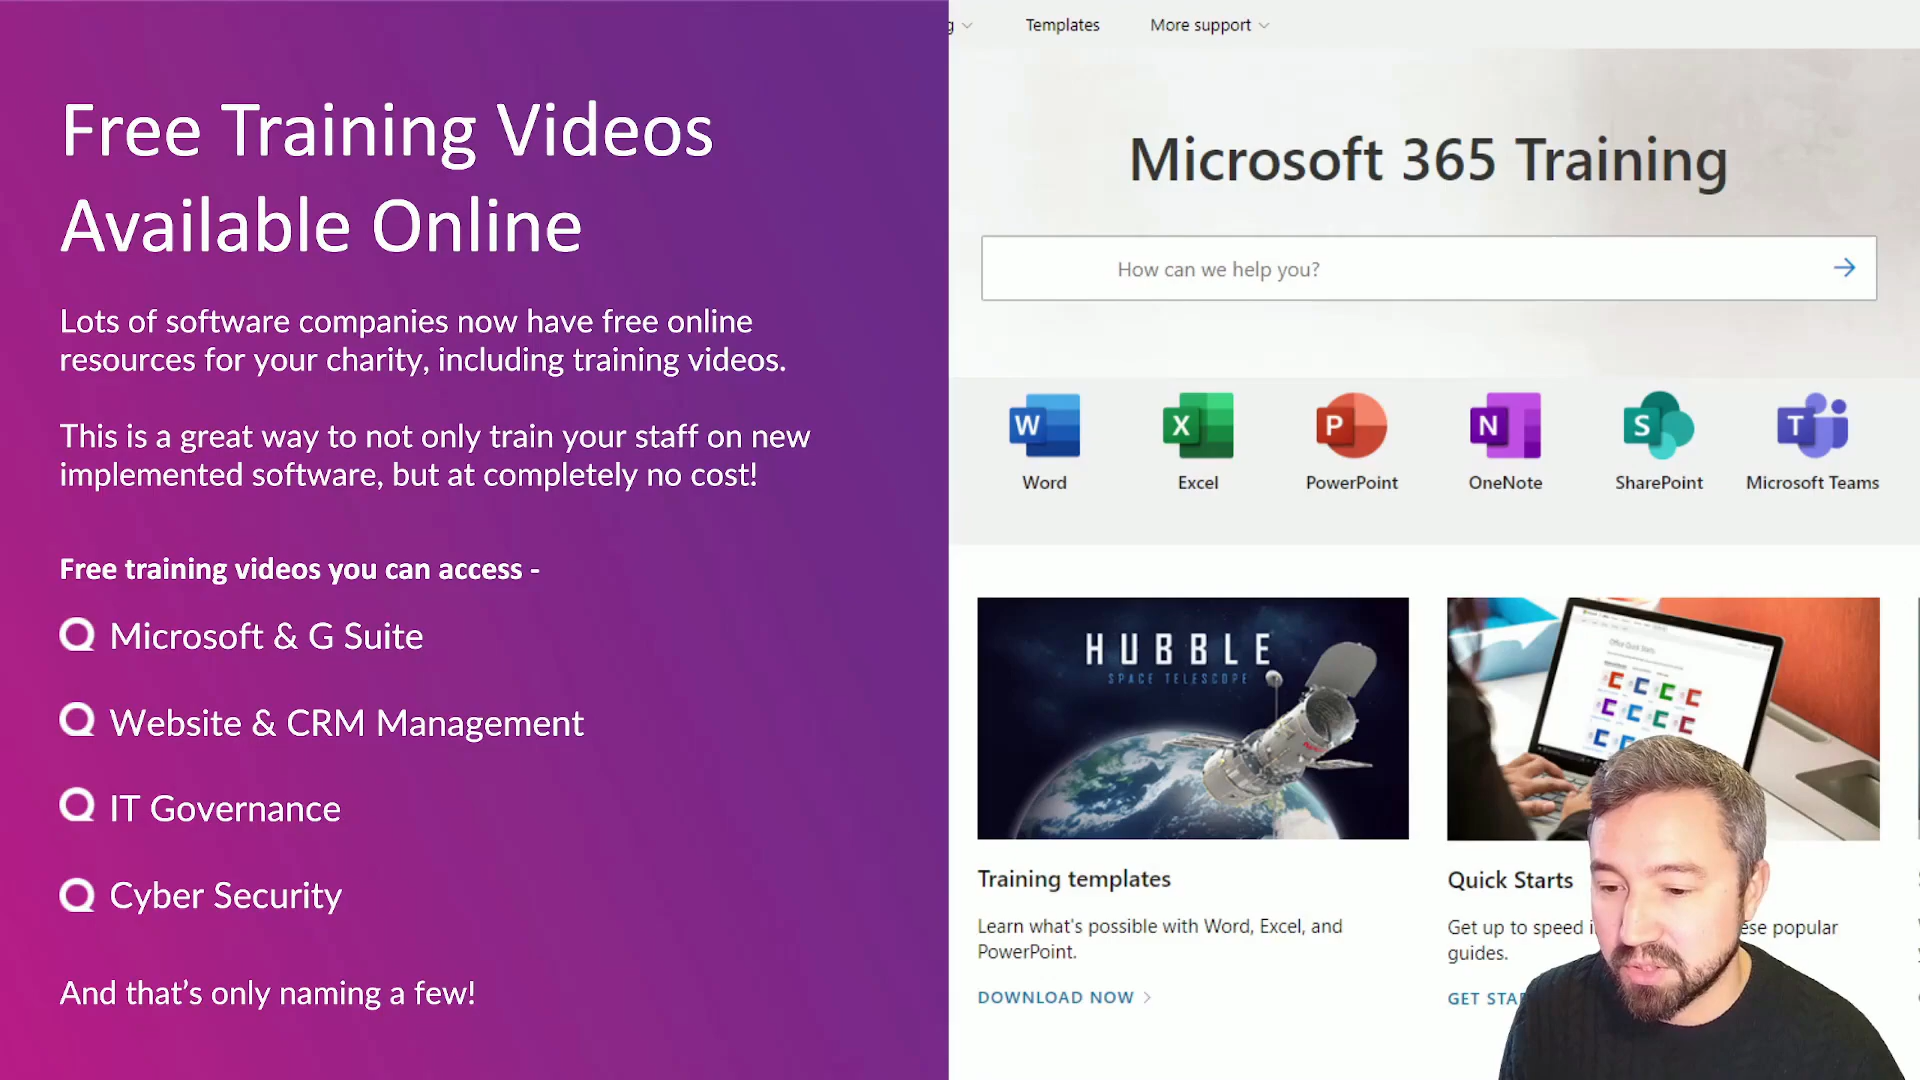 Free Training Videos
Available Online
Lots of software companies now have free online
resources for your charity, including training videos.
This is a great way to not only train your staff on new
implemented software, but at completely no cost!
Free training videos you can access -
Microsoft & G Suite
Website & CRM Management
IT Governance
Cyber Security
And that's only naming a few!
Templates
More support
Microsoft 365 Training
How can we help you?
W
X
P
N
S
T
Word
Excel
PowerPoint
OneNote
SharePoint
Microsoft Teams
HUBBLE
SPACE TELESCOPE
Training templates
Learn what's possible with Word, Excel, and
PowerPoint.
DOWNLOAD NOW
Office Quick Starts
Quick Starts
Get up to speed
popular
guides.
GET